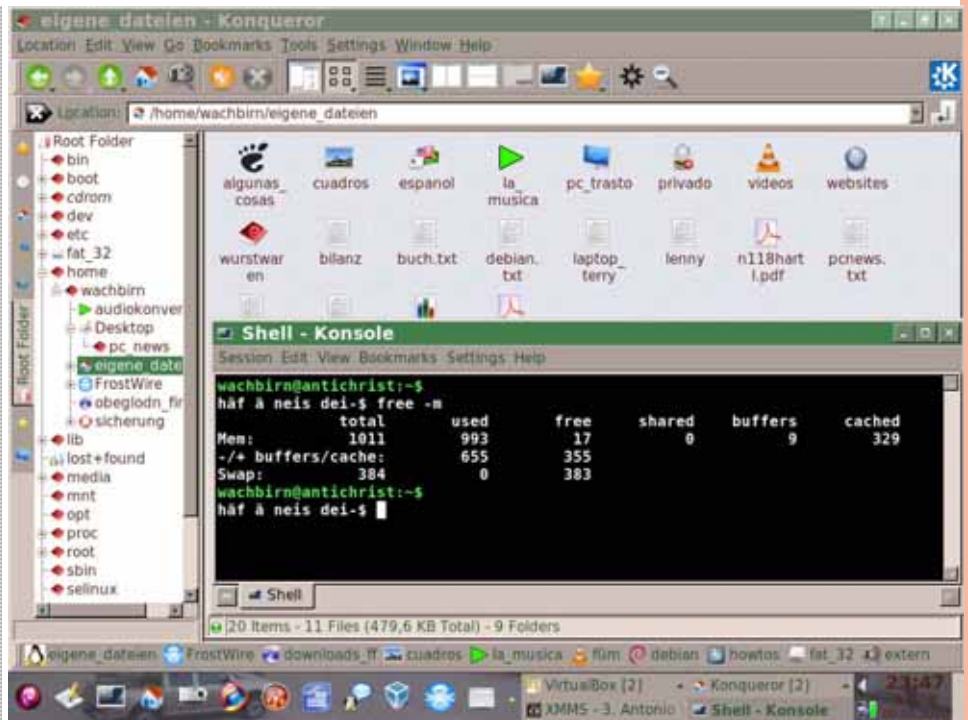 eigene dateien - Konqueror
Location Edit View Go Bookmarks Tools Settings Window Help
Location: /home/wachbirn/eigene_dateien
Root Folder
Root Folder
bin
boot
cdrom
dev
etc
fat_32
home
wachbirn
audiokonver
Desktop
pc_news
eigene_date
FrostWire
obeglodn_fir
sicherung
lib
lost+found
media
mnt
opt
proc
root
sbin
selinux
algunas_ cuadros espanol la_ pc_trasto privado videos websites
cosas musica
wurstwar bilanz buch.txt debian. laptop_ lenny n118hart pcnews.
en txt terry l.pdf txt
Shell - Konsole
Session Edit View Bookmarks Settings Help
wachbirn@antichrist:~$
häf ä neis dei-$ free -m
total used free shared buffers cached
Mem: 1011 993 17 0 9 329
-/+ buffers/cache: 655 355
Swap: 384 0 383
wachbirn@antichrist:~$
häf ä neis dei-$
Shell
20 Items - 11 Files (479,6 KB Total) - 9 Folders
eigene_dateien FrostWire downloads_ff cuadros la_musica füm debian howtos fat_32 extern
VirtualBox [2] Konqueror [2] 23:47
XMMS - 3. Antonio Shell - Konsole